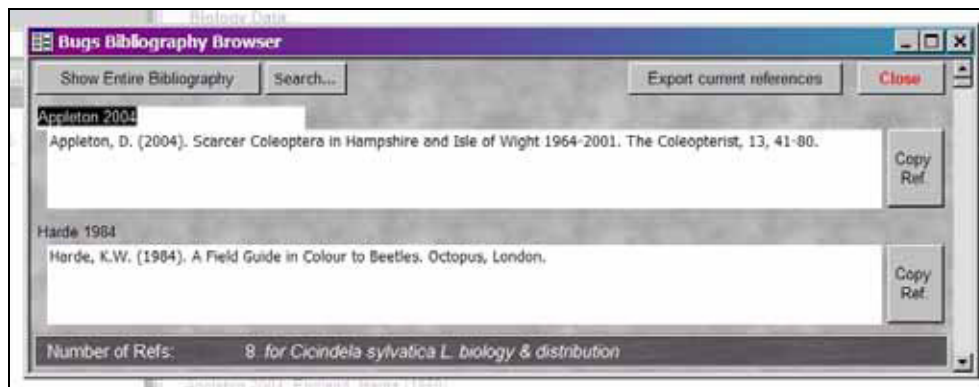 Biology Data...
Bugs Bibliography Browser
Show Entire Bibliography Search... Export current references Close
Appleton 2004
Appleton, D. (2004). Scarcer Coleoptera in Hampshire and Isle of Wight 1964-2001. The Coleopterist, 13, 41-80.
Copy
Ref.
Harde 1984
Harde, K.W. (1984). A Field Guide in Colour to Beetles. Octopus, London.
Copy
Ref.
Number of Refs: 8 for Cicindela sylvatica L. biology & distribution